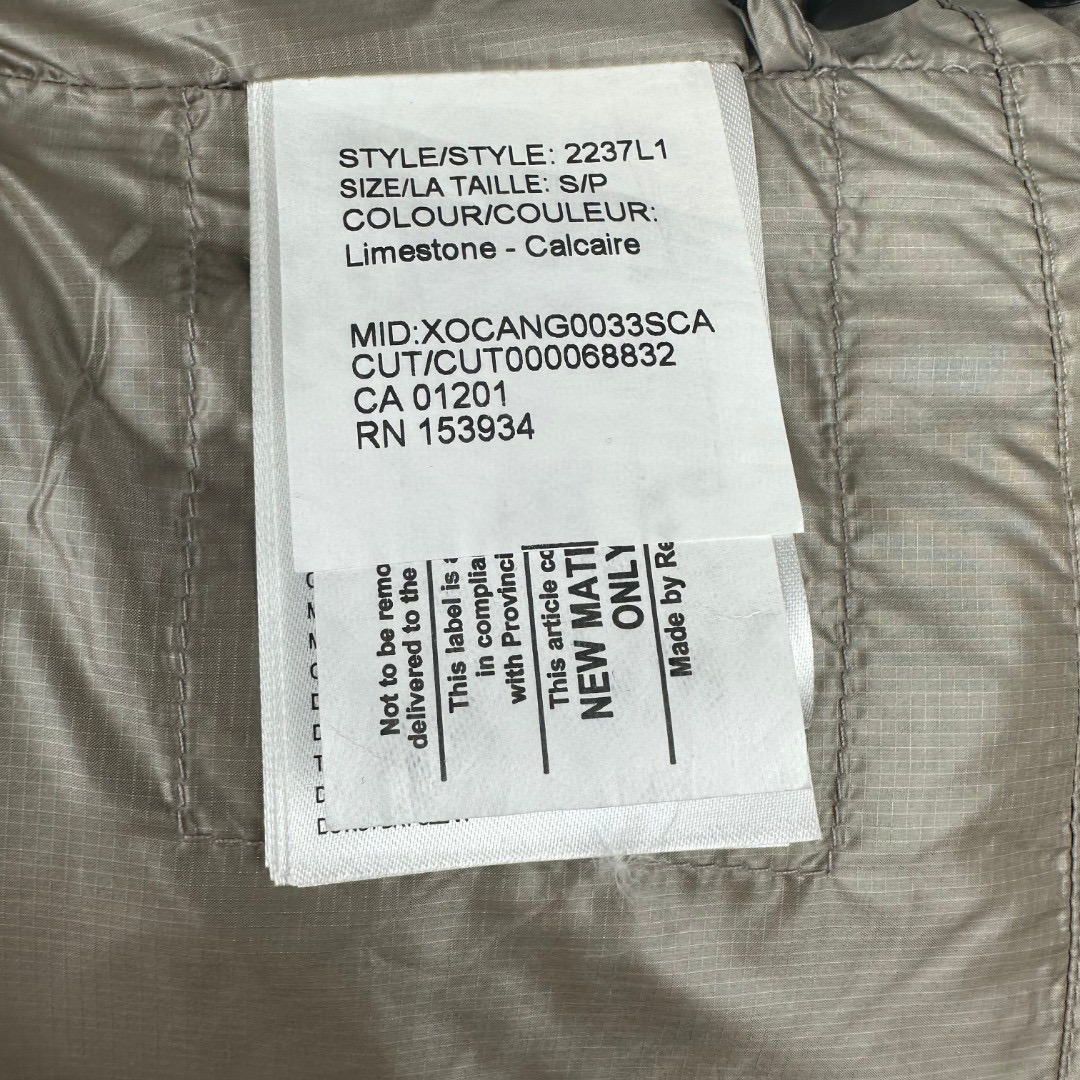 STYLE/STYLE: 2237L1
SIZE/LA TAILLE: S/P
COLOUR/COULEUR:
Limestone - Calcaire
MID:XOCANG0033SCA
CUT/CUT000068832
CA 01201
RN 153934
Not to be remo
delivered to the
This label is
in complia
with Provinci
This article co
NEW MATI
ONLY
Made by Re